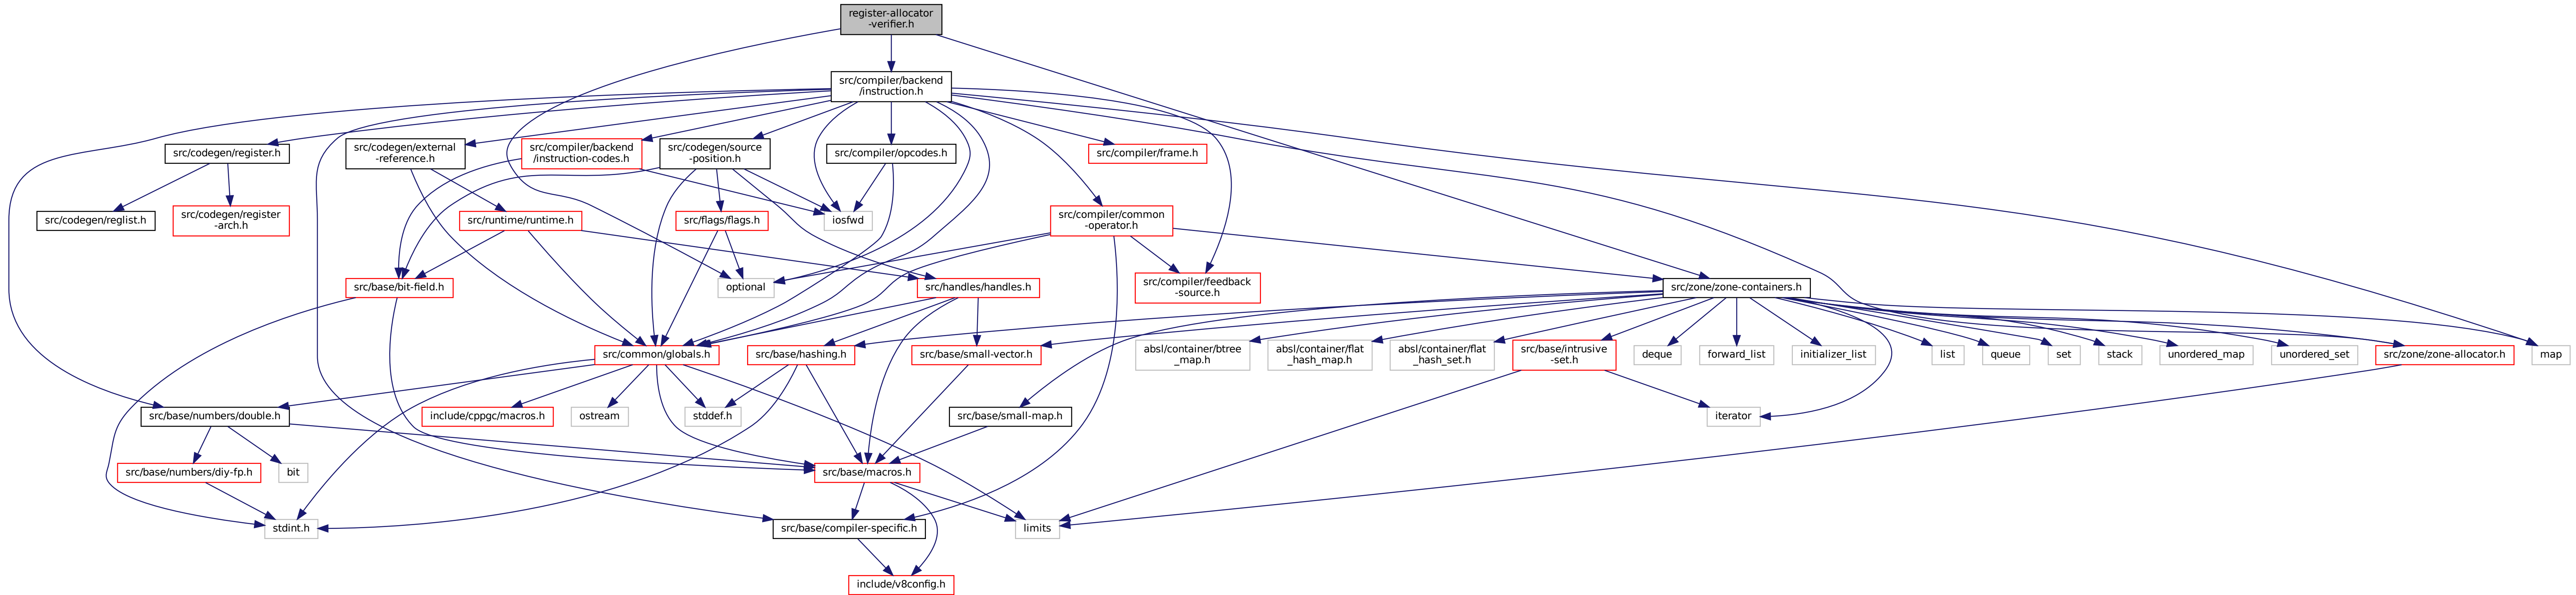 register-allocator
-verifier.h
src/compiler/backend
/instruction.h
src/codegen/register.h
src/codegen/external
-reference.h
src/compiler/backend
/instruction-codes.h
src/codegen/source
-position.h
src/compiler/opcodes.h
src/compiler/frame.h
src/codegen/reglist.h
src/codegen/register
-arch.h
src/runtime/runtime.h
src/flags/flags.h
iosfwd
src/compiler/common
-operator.h
src/base/bit-field.h
optional
src/handles/handles.h
src/compiler/feedback
-source.h
src/zone/zone-containers.h
src/common/globals.h
src/base/hashing.h
src/base/small-vector.h
absl/container/btree
_map.h
absl/container/flat
_hash_map.h
absl/container/flat
_hash_set.h
src/base/intrusive
-set.h
deque
forward_list
initializer_list
list
queue
set
stack
unordered_map
unordered_set
src/zone/zone-allocator.h
map
src/base/numbers/double.h
include/cppgc/macros.h
ostream
stddef.h
src/base/small-map.h
iterator
src/base/numbers/diy-fp.h
bit
src/base/macros.h
stdint.h
src/base/compiler-specific.h
limits
include/v8config.h